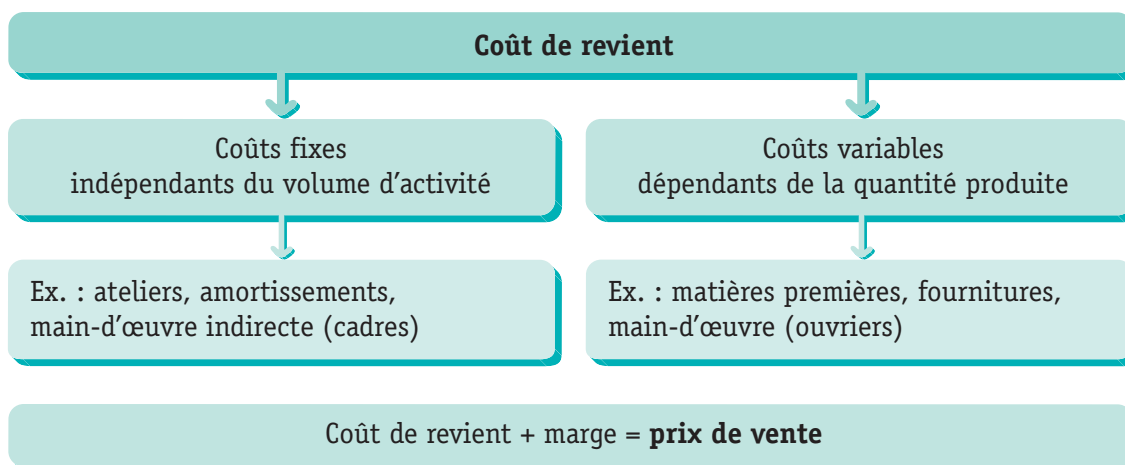 Coût de revient
Coûts fixes
indépendants du volume d'activité
Coûts variables
dépendants de la quantité produite
Ex. : ateliers, amortissements,
main-d'œuvre indirecte (cadres)
Ex. : matières premières, fournitures,
main-d'œuvre (ouvriers)
Coût de revient + marge = prix de vente